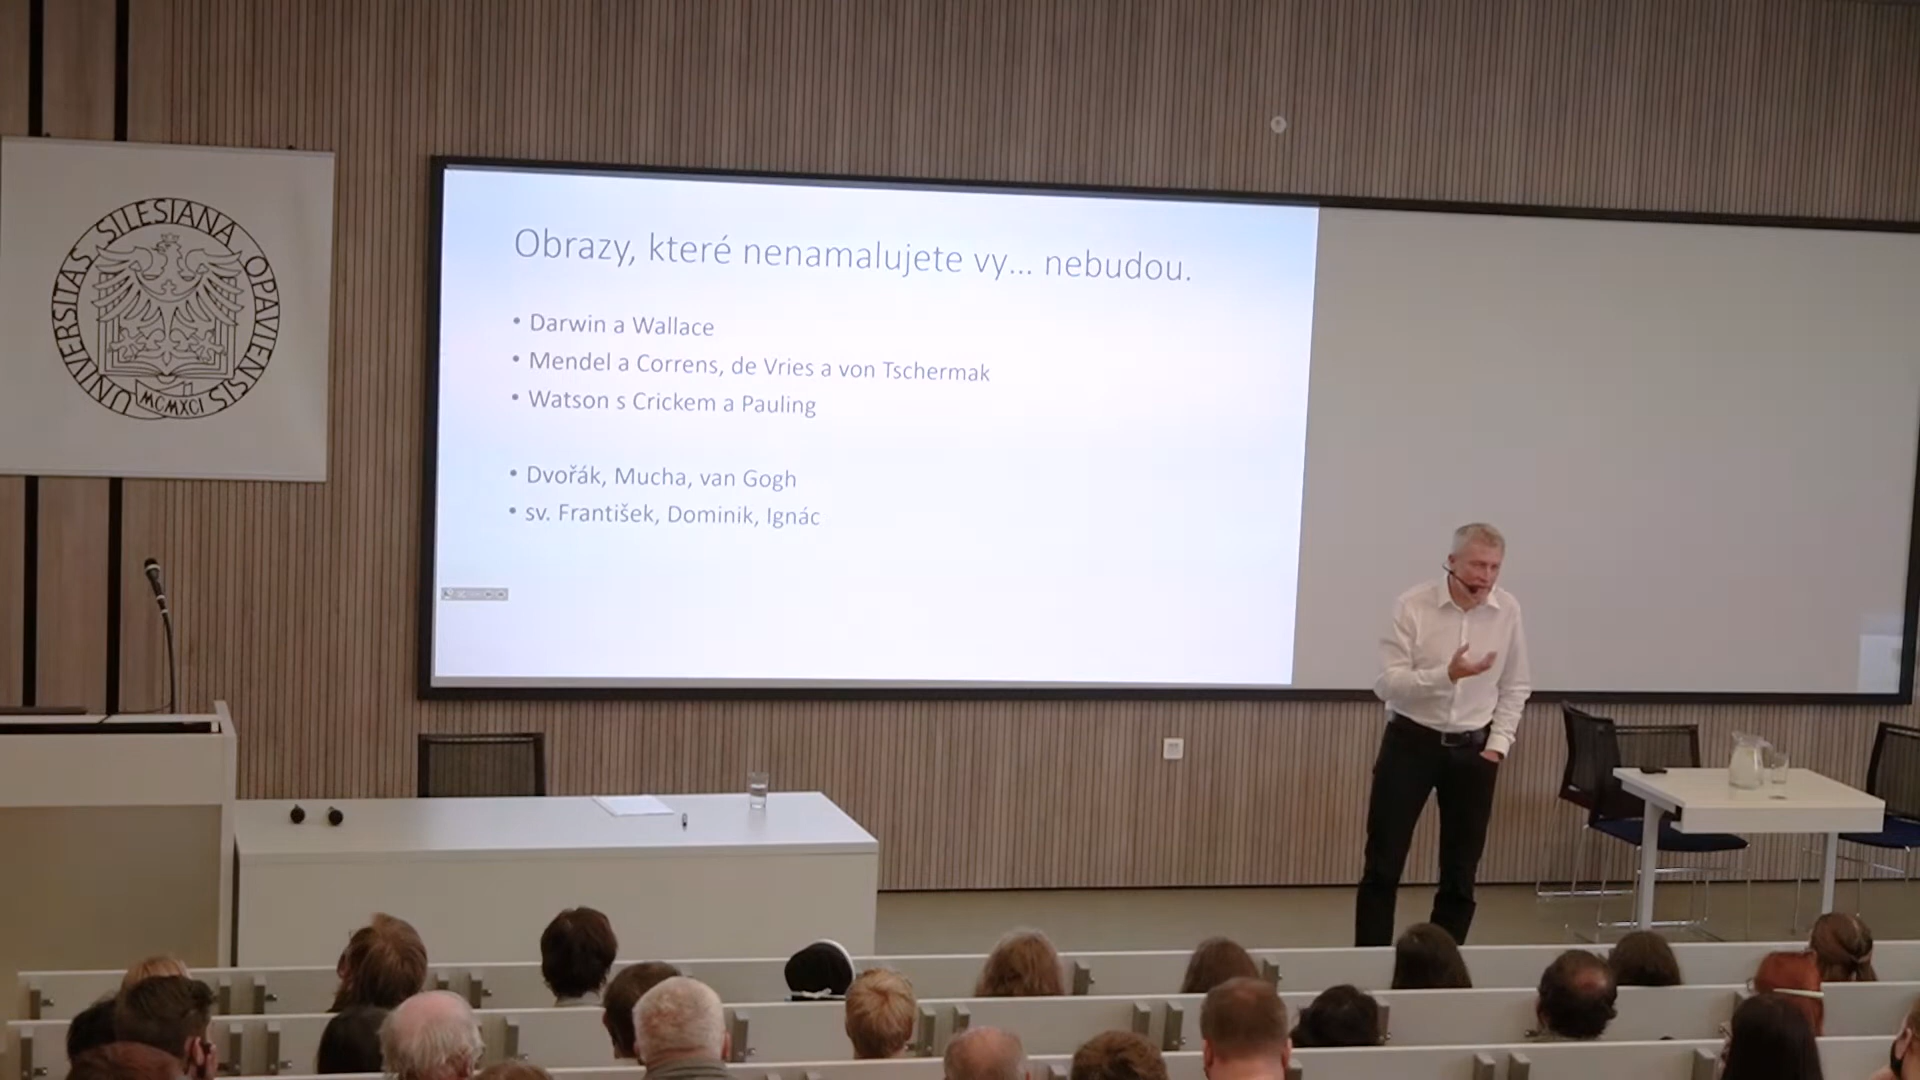 UNIVERSITAS SILESIANA OPAVIENSIS
MCMXCI
Obrazy, které nenamalujete vy... nebudou.
• Darwin a Wallace
• Mendel a Correns, de Vries a von Tschermak
• Watson s Crickem a Pauling
• Dvořák, Mucha, van Gogh
• sv. František, Dominik, Ignác